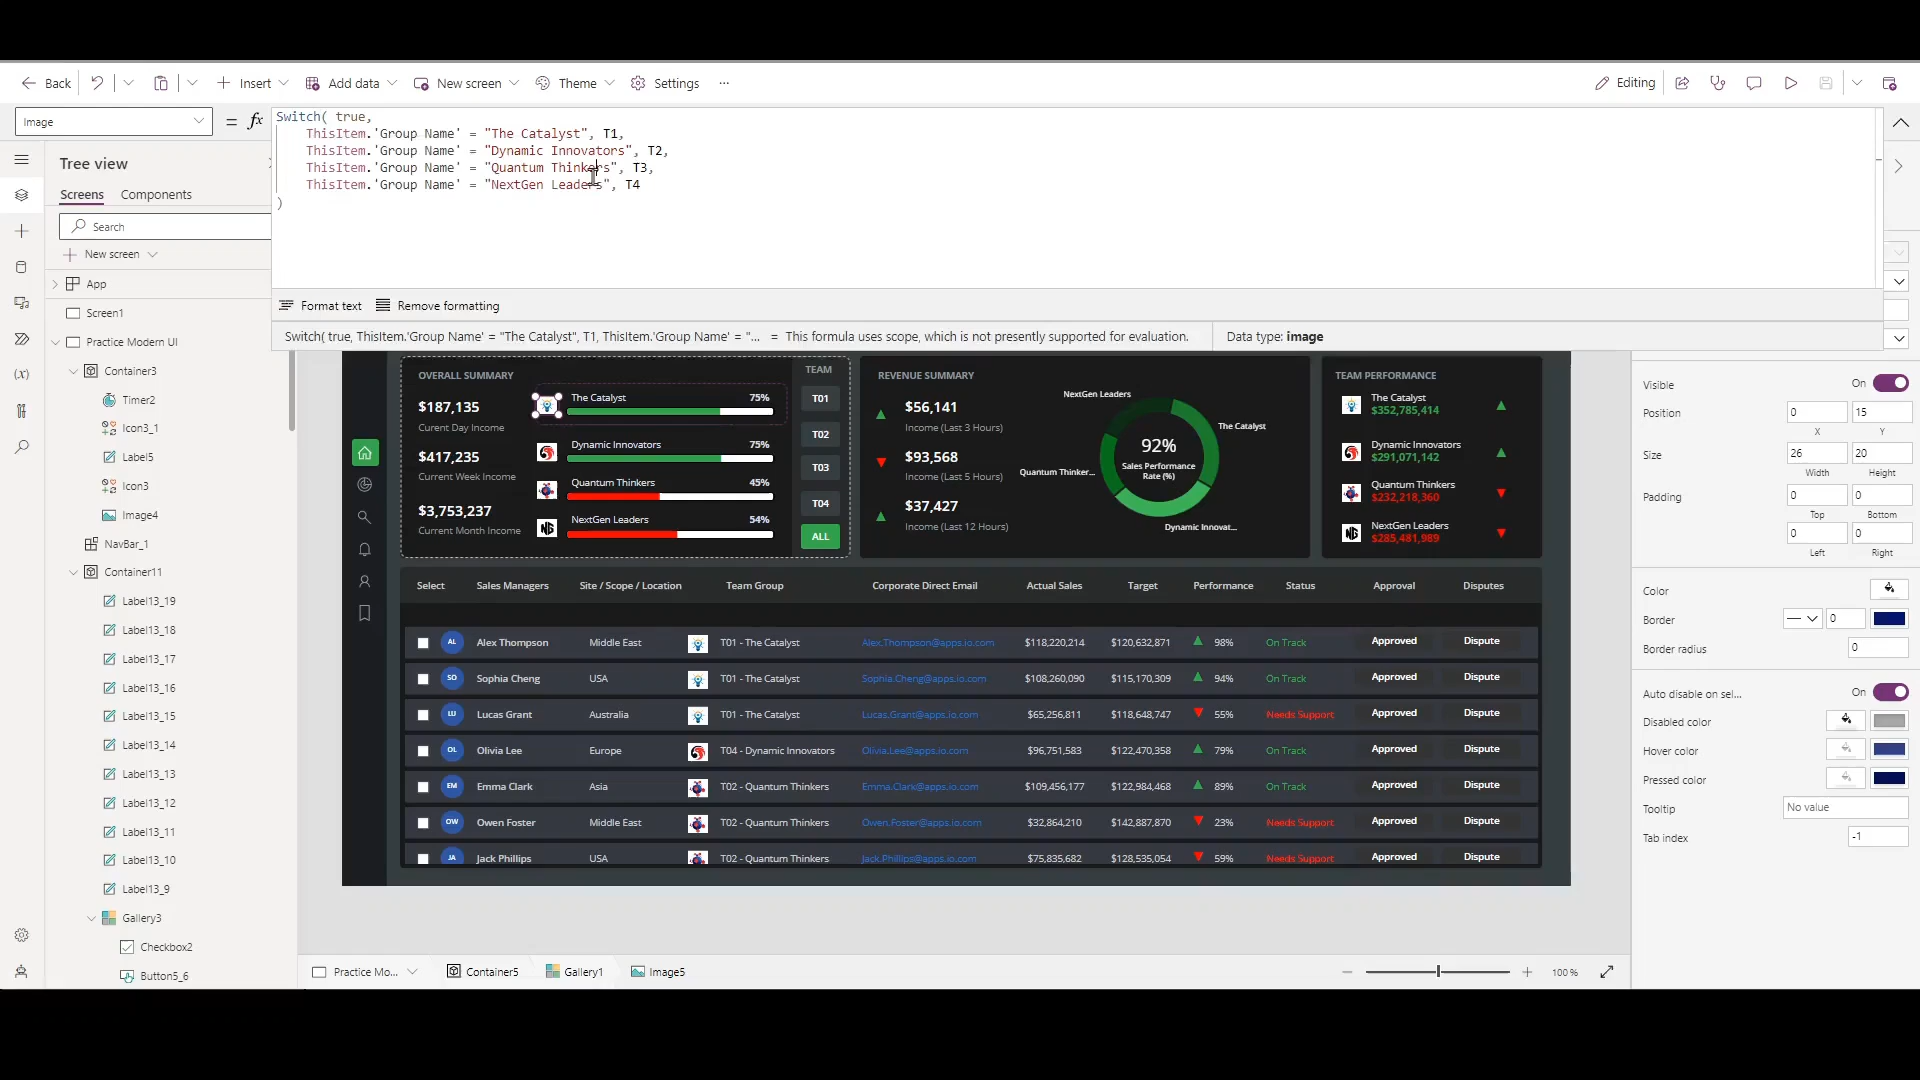 Back
Insert
Add data
New screen
Theme
Settings
...
Editing
Image
= fx
Switch( true,
ThisItem.'Group Name' = "The Catalyst", T1,
ThisItem.'Group Name' = "Dynamic Innovators", T2,
ThisItem.'Group Name' = "Quantum Thinkers", T3,
ThisItem.'Group Name' = "NextGen Leaders", T4
)
Format text
Remove formatting
Switch( true, ThisItem.'Group Name' = "The Catalyst", T1, ThisItem.'Group Name' = "... = This formula uses scope, which is not presently supported for evaluation.
Data type: image
Tree view
Screens
Components
Search
New screen
App
Screen1
Practice Modern UI
Container3
Timer2
Icon3_1
Label5
Icon3
Image4
NavBar_1
Container11
Label13_19
Label13_18
Label13_17
Label13_16
Label13_15
Label13_14
Label13_13
Label13_12
Label13_11
Label13_10
Label13_9
Gallery3
Checkbox2
Button5_6
OVERALL SUMMARY
$187,135
Curent Day Income
$417,235
Current Week Income
$3,753,237
Current Month Income
The Catalyst 75%
Dynamic Innovators 75%
Quantum Thinkers 45%
NextGen Leaders 54%
TEAM
T01
T02
T03
T04
ALL
REVENUE SUMMARY
$56,141
Income (Last 3 Hours)
$93,568
Income (Last 5 Hours)
$37,427
Income (Last 12 Hours)
NextGen Leaders
The Catalyst
Quantum Thinker...
Dynamic Innovat...
92%
Sales Performance
Rate (%)
TEAM PERFORMANCE
The Catalyst
$352,785,414
Dynamic Innovators
$291,071,142
Quantum Thinkers
$232,218,360
NextGen Leaders
$285,481,989
Select Sales Managers Site / Scope / Location Team Group Corporate Direct Email Actual Sales Target Performance Status Approval Disputes
AL Alex Thompson Middle East T01 - The Catalyst Alex.Thompson@apps.io.com $118,220,214 $120,632,871 98% On Track Approved Dispute
SO Sophia Cheng USA T01 - The Catalyst Sophia.Cheng@apps.io.com $108,260,090 $115,170,309 94% On Track Approved Dispute
LU Lucas Grant Australia T01 - The Catalyst Lucas.Grant@apps.io.com $65,256,811 $118,648,747 55% Needs Support Approved Dispute
OL Olivia Lee Europe T04 - Dynamic Innovators Olivia.Lee@apps.io.com $96,751,583 $122,470,358 79% On Track Approved Dispute
EM Emma Clark Asia T02 - Quantum Thinkers Emma.Clark@apps.io.com $109,456,177 $122,984,468 89% On Track Approved Dispute
OW Owen Foster Middle East T02 - Quantum Thinkers Owen.Foster@apps.io.com $32,864,210 $142,887,870 23% Needs Support Approved Dispute
JA Jack Phillips USA T02 - Quantum Thinkers Jack.Phillips@apps.io.com $75,835,682 $128,535,054 59% Needs Support Approved Dispute
Visible On
Position 0 15
X Y
Size 26 20
Width Height
Padding 0 0
Top Bottom
0 0
Left Right
Color
Border 0
Border radius 0
Auto disable on sel... On
Disabled color
Hover color
Pressed color
Tooltip No value
Tab index -1
Practice Mo...
Container5
Gallery1
Image5
100 %